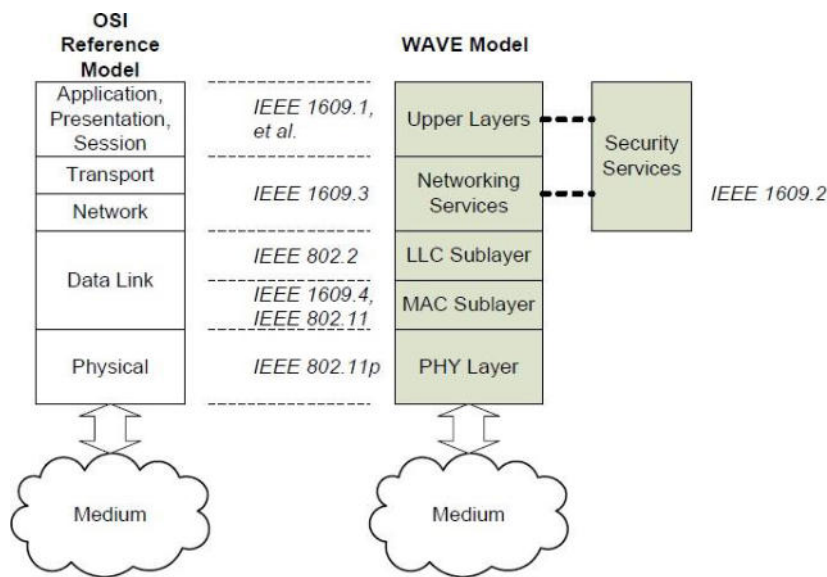 OSI
Reference
Model
Application,
Presentation,
Session
Transport
Network
Data Link
Physical
Medium
IEEE 1609.1,
et al.
IEEE 1609.3
IEEE 802.2
IEEE 1609.4,
IEEE 802.11
IEEE 802.11p
WAVE Model
Upper Layers
Networking
Services
LLC Sublayer
MAC Sublayer
PHY Layer
Medium
Security
Services
IEEE 1609.2